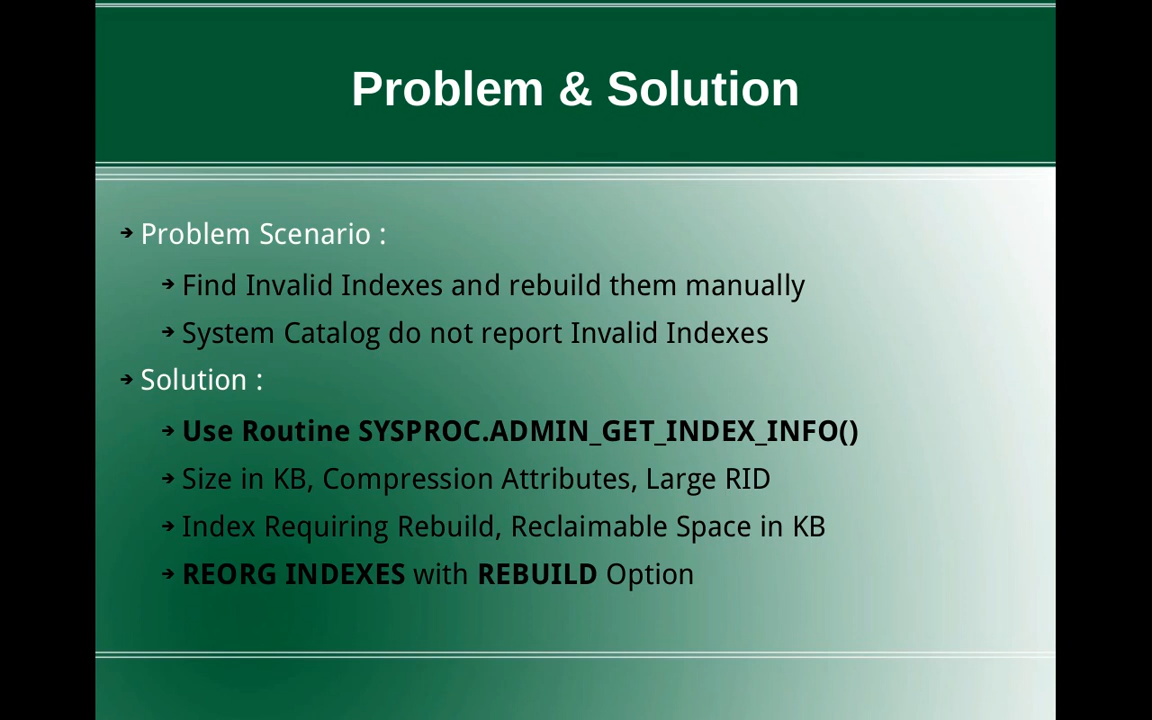 Problem & Solution
➔ Problem Scenario :
➔ Find Invalid Indexes and rebuild them manually
➔ System Catalog do not report Invalid Indexes
➔ Solution :
➔ Use Routine SYSPROC.ADMIN_GET_INDEX_INFO()
➔ Size in KB, Compression Attributes, Large RID
➔ Index Requiring Rebuild, Reclaimable Space in KB
➔ REORG INDEXES with REBUILD Option